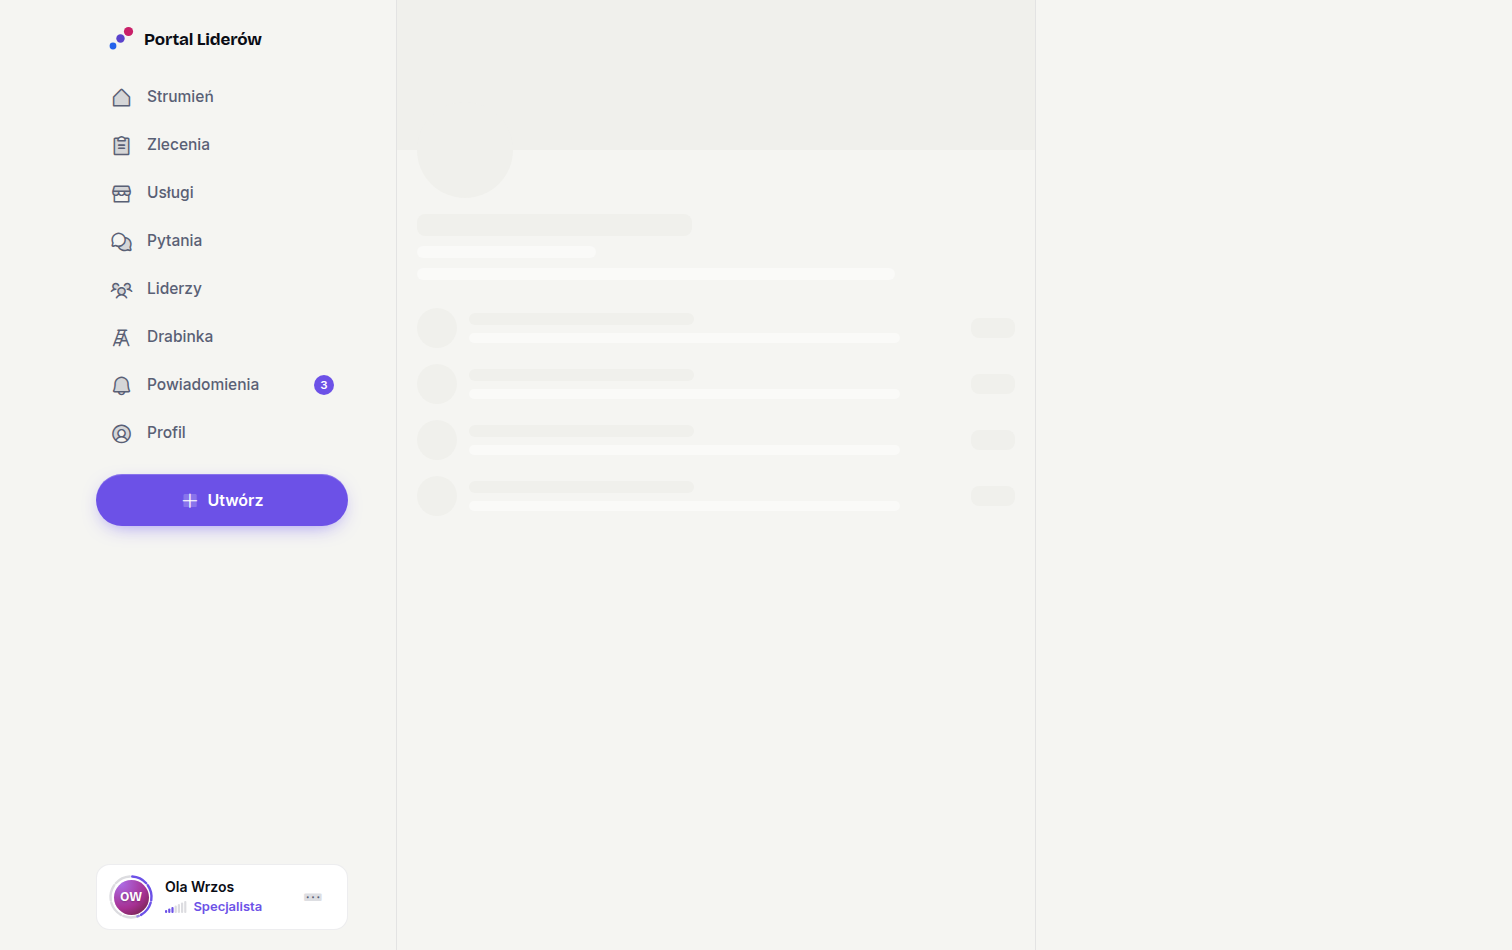 Portal Liderów
Strumień
Zlecenia
Usługi
Pytania
Liderzy
Drabinka
Powiadomienia 3
Profil
Utwórz
OW
Ola Wrzos
Specjalista